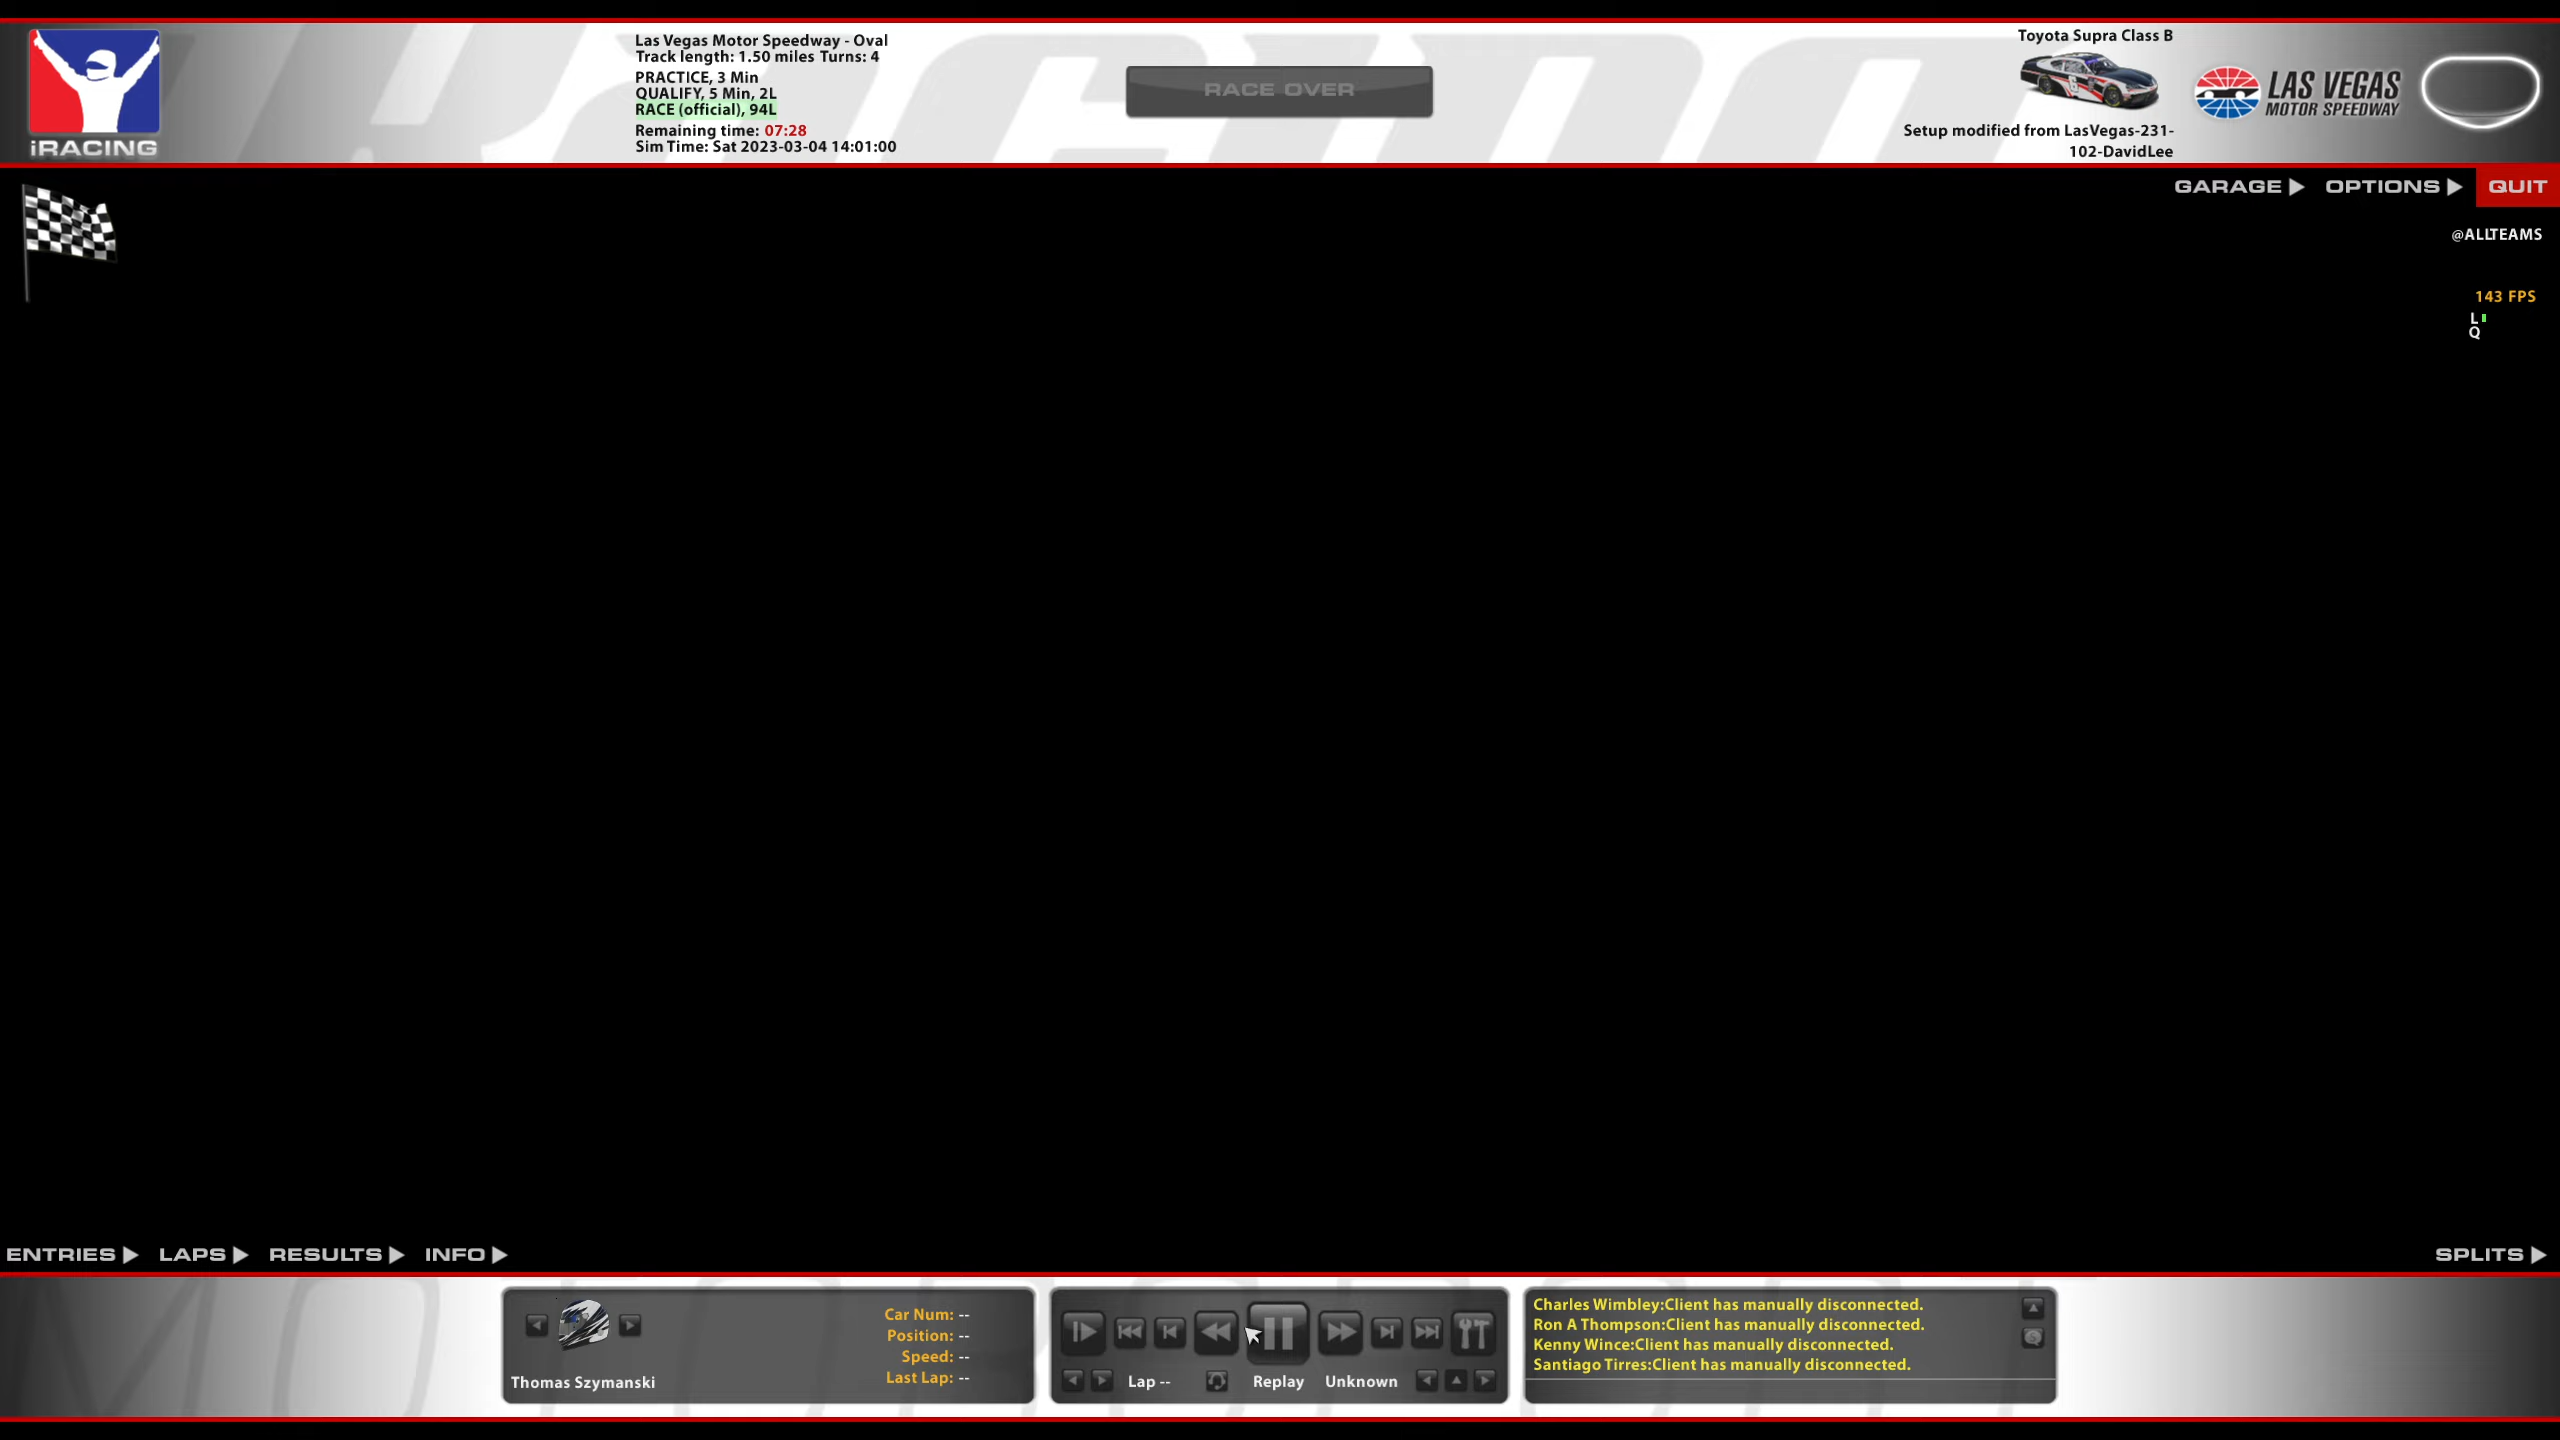 iRACING
Las Vegas Motor Speedway - Oval
Track length: 1.50 miles Turns: 4
PRACTICE, 3 Min
QUALIFY, 5 Min, 2L
RACE (official), 94L
Remaining time: 07:28
Sim Time: Sat 2023-03-04 14:01:00
RACE OVER
Toyota Supra Class B
Setup modified from LasVegas-231-
102-DavidLee
LAS VEGAS
MOTOR SPEEDWAY
GARAGE
OPTIONS
QUIT
@ALLTEAMS
143 FPS
L
Q
ENTRIES
LAPS
RESULTS
INFO
SPLITS
Thomas Szymanski
Car Num: --
Position: --
Speed: --
Last Lap: --
Lap --
Replay
Unknown
Charles Wimbley:Client has manually disconnected.
Ron A Thompson:Client has manually disconnected.
Kenny Wince:Client has manually disconnected.
Santiago Tirres:Client has manually disconnected.